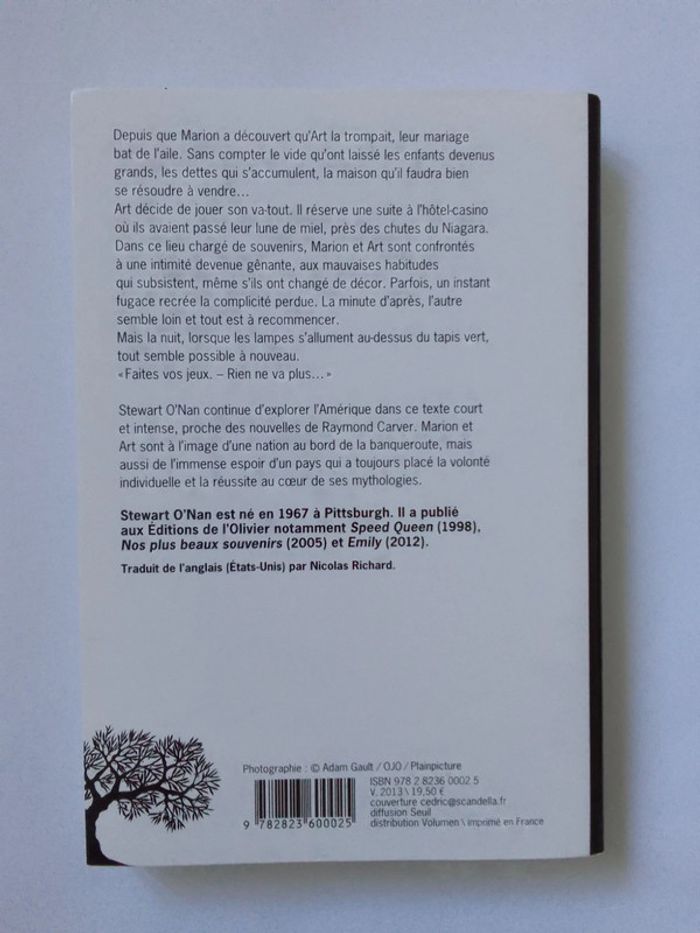 Depuis que Marion a découvert qu'Art la trompait, leur mariage
bat de l'aile. Sans compter le vide qu'ont laissé les enfants devenus
grands, les dettes qui s'accumulent, la maison qu'il faudra bien
se résoudre à vendre…
Art décide de jouer son va-tout. Il réserve une suite à l'hôtel-casino
où ils avaient passé leur lune de miel, près des chutes du Niagara.
Dans ce lieu chargé de souvenirs, Marion et Art sont confrontés
à une intimité devenue gênante, aux mauvaises habitudes
qui subsistent, même s'ils ont changé de décor. Parfois, un instant
fugace recrée la complicité perdue. La minute d'après, l'autre
semble loin et tout est à recommencer.
Mais la nuit, lorsque les lampes s'allument au-dessus du tapis vert,
tout semble possible à nouveau.
« Faites vos jeux. – Rien ne va plus… »
Stewart O'Nan continue d'explorer l'Amérique dans ce texte court
et intense, proche des nouvelles de Raymond Carver. Marion et
Art sont à l'image d'une nation au bord de la banqueroute, mais
aussi de l'immense espoir d'un pays qui a toujours placé la volonté
individuelle et la réussite au cœur de ses mythologies.
Stewart O'Nan est né en 1967 à Pittsburgh. Il a publié
aux Éditions de l'Olivier notamment Speed Queen (1998),
Nos plus beaux souvenirs (2005) et Emily (2012).
Traduit de l'anglais (États-Unis) par Nicolas Richard.
Photographie : © Adam Gault / OJO / Plainpicture
ISBN 978 2 8236 0002 5
V. 2013 \ 19,50 €
couverture cedric@scandella.fr
diffusion Seuil
distribution Volumen \ imprimé en France
9 782823 600025